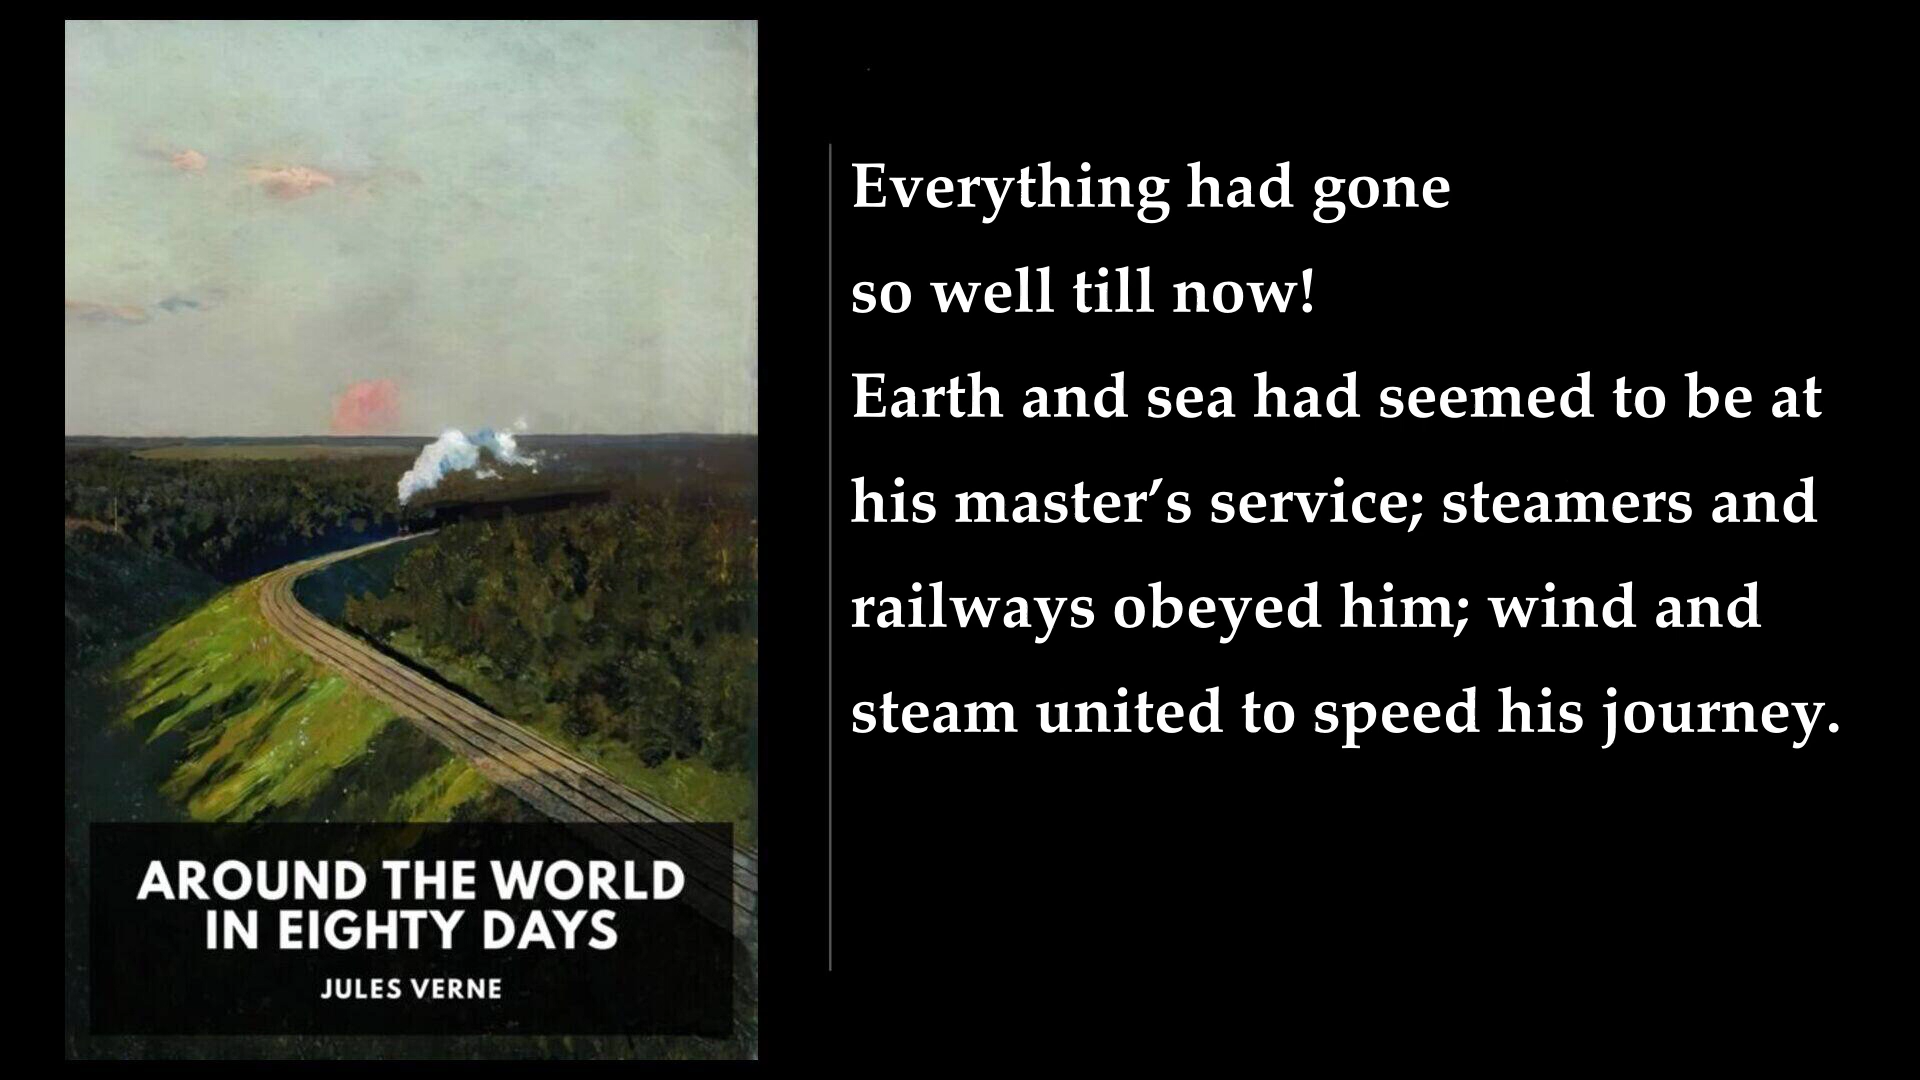 Everything had gone
so well till now!
Earth and sea had seemed to be at
his master’s service; steamers and
railways obeyed him; wind and
steam united to speed his journey.
AROUND THE WORLD
IN EIGHTY DAYS
JULES VERNE